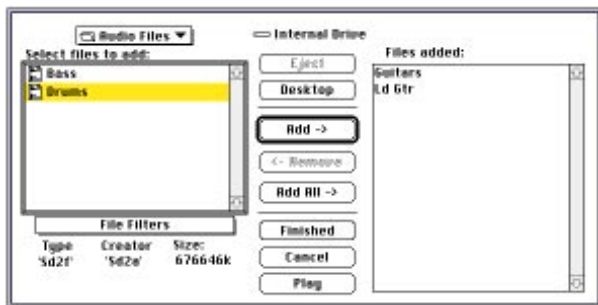 Audio Files ▼
Internal Drive
Select files to add:
Bass
Drums
Eject
Desktop
Add ->
<- Remove
Add All ->
Finished
Cancel
Play
Files added:
Guitars
Ld Gtr
File Filters
Type Creator Size:
'Sd2f' 'Sd2a' 676646k